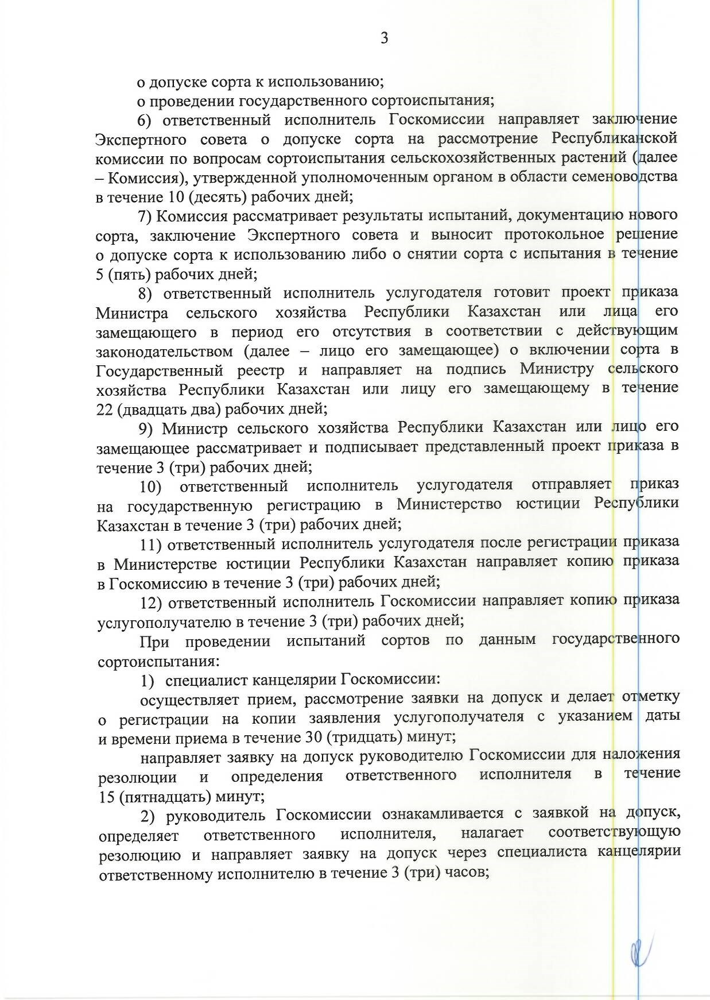 3
о допуске сорта к использованию;
о проведении государственного сортоиспытания;
6) ответственный исполнитель Госкомиссии направляет заключение
Экспертного совета о допуске сорта на рассмотрение Республиканской
комиссии по вопросам сортоиспытания сельскохозяйственных растений (далее
– Комиссия), утвержденной уполномоченным органом в области семеноводства
в течение 10 (десять) рабочих дней;
7) Комиссия рассматривает результаты испытаний, документацию нового
сорта, заключение Экспертного совета и выносит протокольное решение
о допуске сорта к использованию либо о снятии сорта с испытания в течение
5 (пять) рабочих дней;
8) ответственный исполнитель услугодателя готовит проект приказа
Министра сельского хозяйства Республики Казахстан или лица его
замещающего в период его отсутствия в соответствии с действующим
законодательством (далее – лицо его замещающее) о включении сорта в
Государственный реестр и направляет на подпись Министру сельского
хозяйства Республики Казахстан или лицу его замещающему в течение
22 (двадцать два) рабочих дней;
9) Министр сельского хозяйства Республики Казахстан или лицо его
замещающее рассматривает и подписывает представленный проект приказа в
течение 3 (три) рабочих дней;
10) ответственный исполнитель услугодателя отправляет приказ
на государственную регистрацию в Министерство юстиции Республики
Казахстан в течение 3 (три) рабочих дней;
11) ответственный исполнитель услугодателя после регистрации приказа
в Министерстве юстиции Республики Казахстан направляет копию приказа
в Госкомиссию в течение 3 (три) рабочих дней;
12) ответственный исполнитель Госкомиссии направляет копию приказа
услугополучателю в течение 3 (три) рабочих дней;
При проведении испытаний сортов по данным государственного
сортоиспытания:
1) специалист канцелярии Госкомиссии:
осуществляет прием, рассмотрение заявки на допуск и делает отметку
о регистрации на копии заявления услугополучателя с указанием даты
и времени приема в течение 30 (тридцать) минут;
направляет заявку на допуск руководителю Госкомиссии для наложения
резолюции и определения ответственного исполнителя в течение
15 (пятнадцать) минут;
2) руководитель Госкомиссии ознакамливается с заявкой на допуск,
определяет ответственного исполнителя, налагает соответствующую
резолюцию и направляет заявку на допуск через специалиста канцелярии
ответственному исполнителю в течение 3 (три) часов;